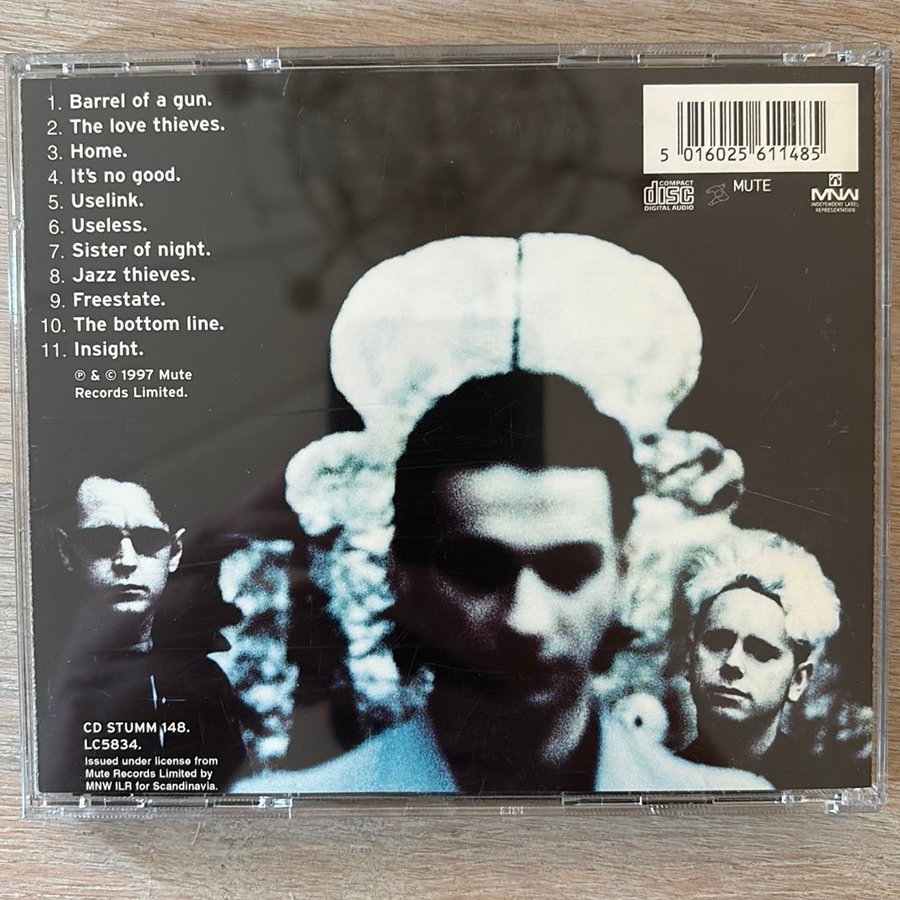 1. Barrel of a gun.
2. The love thieves.
3. Home.
4. It's no good.
5. Uselink.
6. Useless.
7. Sister of night.
8. Jazz thieves.
9. Freestate.
10. The bottom line.
11. Insight.
℗ & © 1997 Mute
Records Limited.
5 016025 611485
COMPACT
disc
DIGITAL AUDIO
MUTE
MNW
INDEPENDENT LABEL
REPRESENTATION
CD STUMM 148.
LC5834.
Issued under license from
Mute Records Limited by
MNW ILR for Scandinavia.